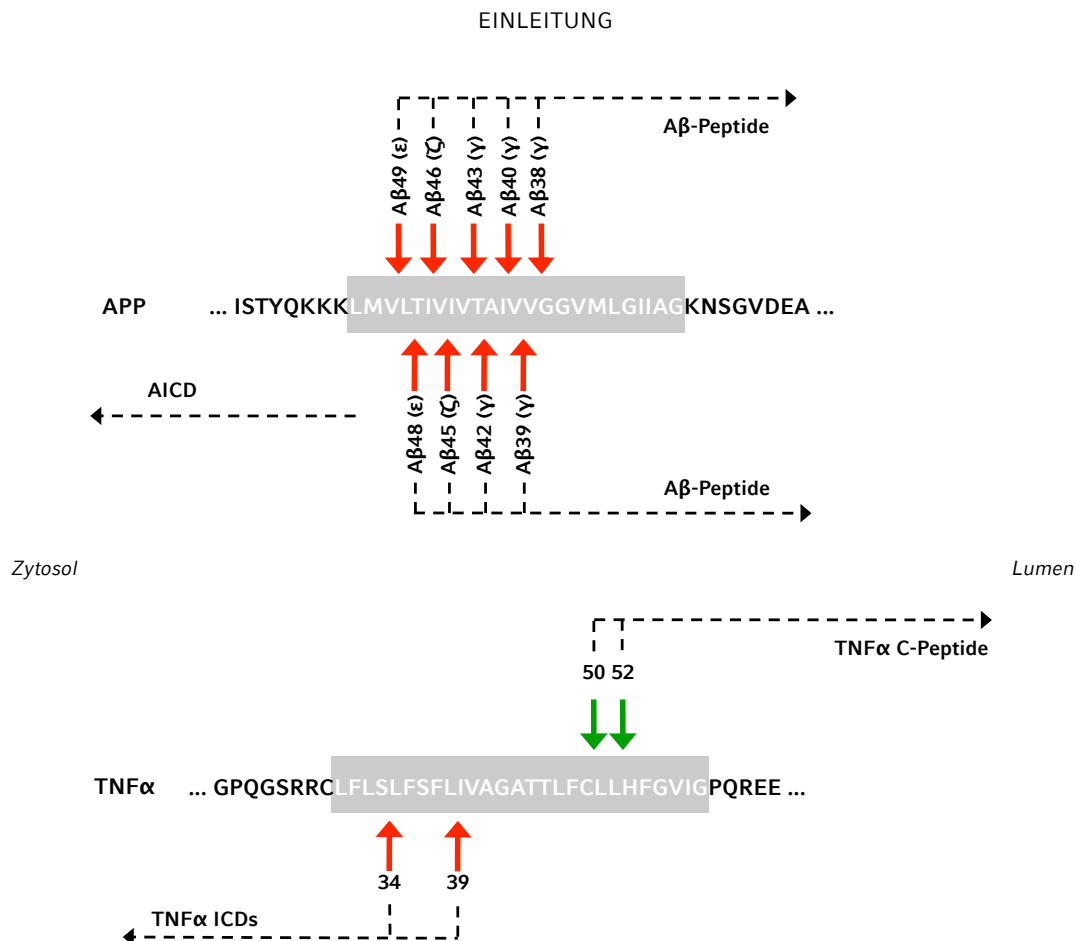 EINLEITUNG
Aβ-Peptide
Aβ49 (ε)
Aβ46 (ζ)
Aβ43 (γ)
Aβ40 (γ)
Aβ38 (γ)
APP ... ISTYQKKKLMVLTIVIVTAIVVGGVMLGIIAGKNSGVDEA ...
AICD
Aβ48 (ε)
Aβ45 (ζ)
Aβ42 (γ)
Aβ39 (γ)
Aβ-Peptide
Zytosol Lumen
TNFα C-Peptide
50 52
TNFα ... GPQGSRRCLFLSLFSFLIVAGATTLFCLLHFGVIGPQREE ...
34 39
TNFα ICDs